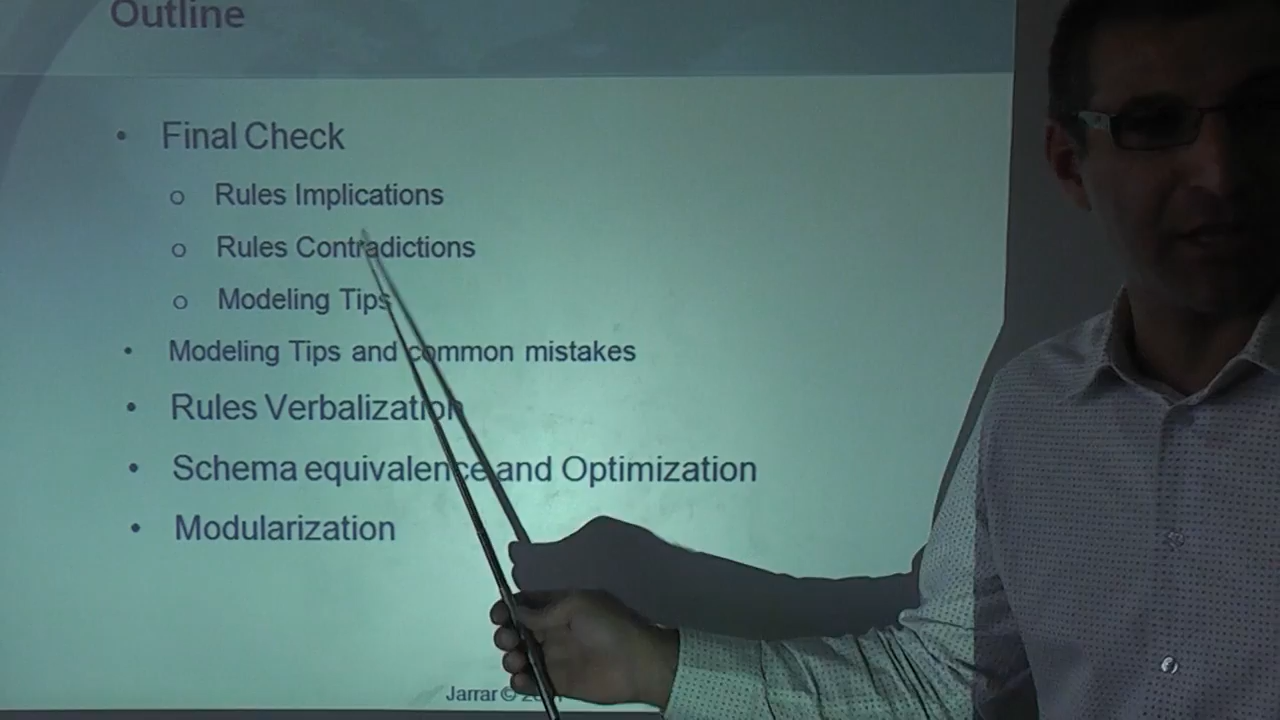 Outline
• Final Check
o Rules Implications
o Rules Contradictions
o Modeling Tips
• Modeling Tips and common mistakes
• Rules Verbalization
• Schema equivalence and Optimization
• Modularization
Jarrar ©